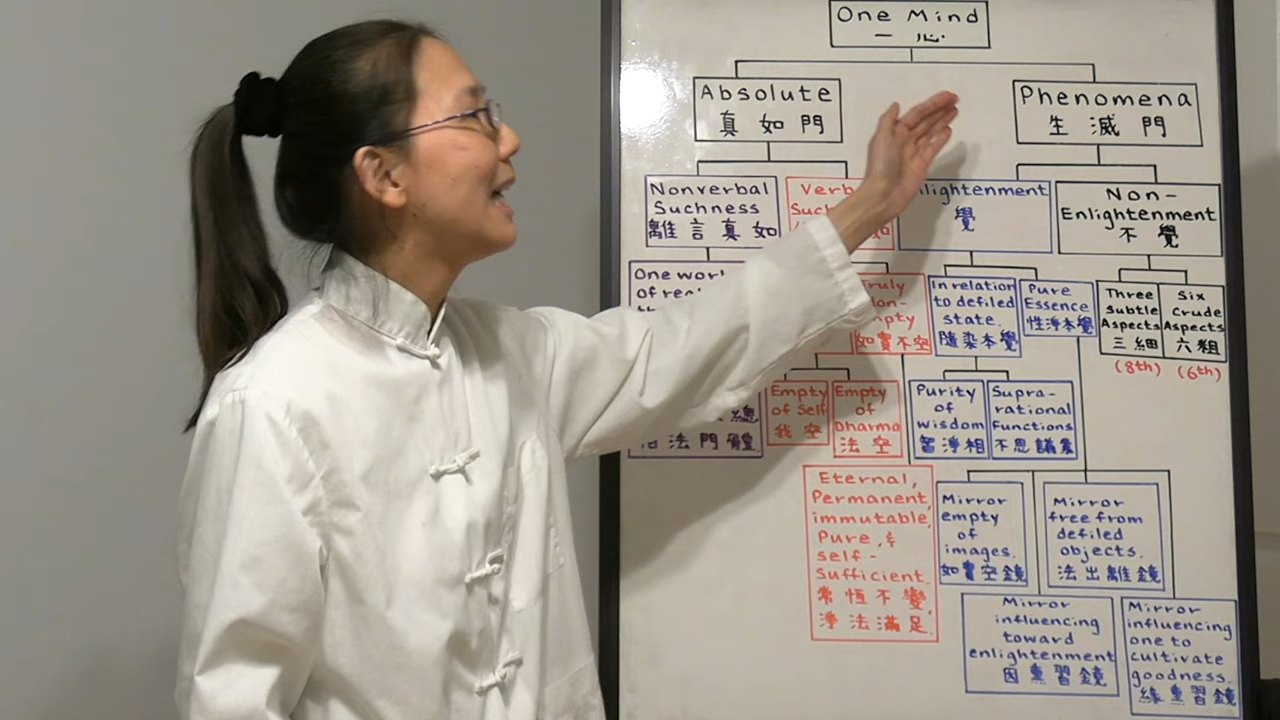 One Mind
一心
Absolute
真如門
Phenomena
生滅門
Nonverbal
Suchness
離言真如
Enlightenment
覺
Non-
Enlightenment
不覺
One
of
Empty
of Self
我空
Empty
of
Dharma
法空
如實不空
In relation
to defiled
state.
隨染本覺
Pure
Essence
性淨本覺
Three
Subtle
Aspects
三細
(8th)
Six
Crude
Aspects
六粗
(6th)
Purity
of
wisdom
智淨相
Supra-
rational
Functions
不思議業
Eternal,
Permanent,
immutable,
Pure, &
self-
Sufficient.
常恆不變,
淨法滿足.
Mirror
empty
of
images.
如實空鏡
Mirror
free from
defiled
objects.
法出離鏡
Mirror
influencing
toward
enlightenment
因熏習鏡
Mirror
influencing
one to
cultivate
goodness.
緣熏習鏡